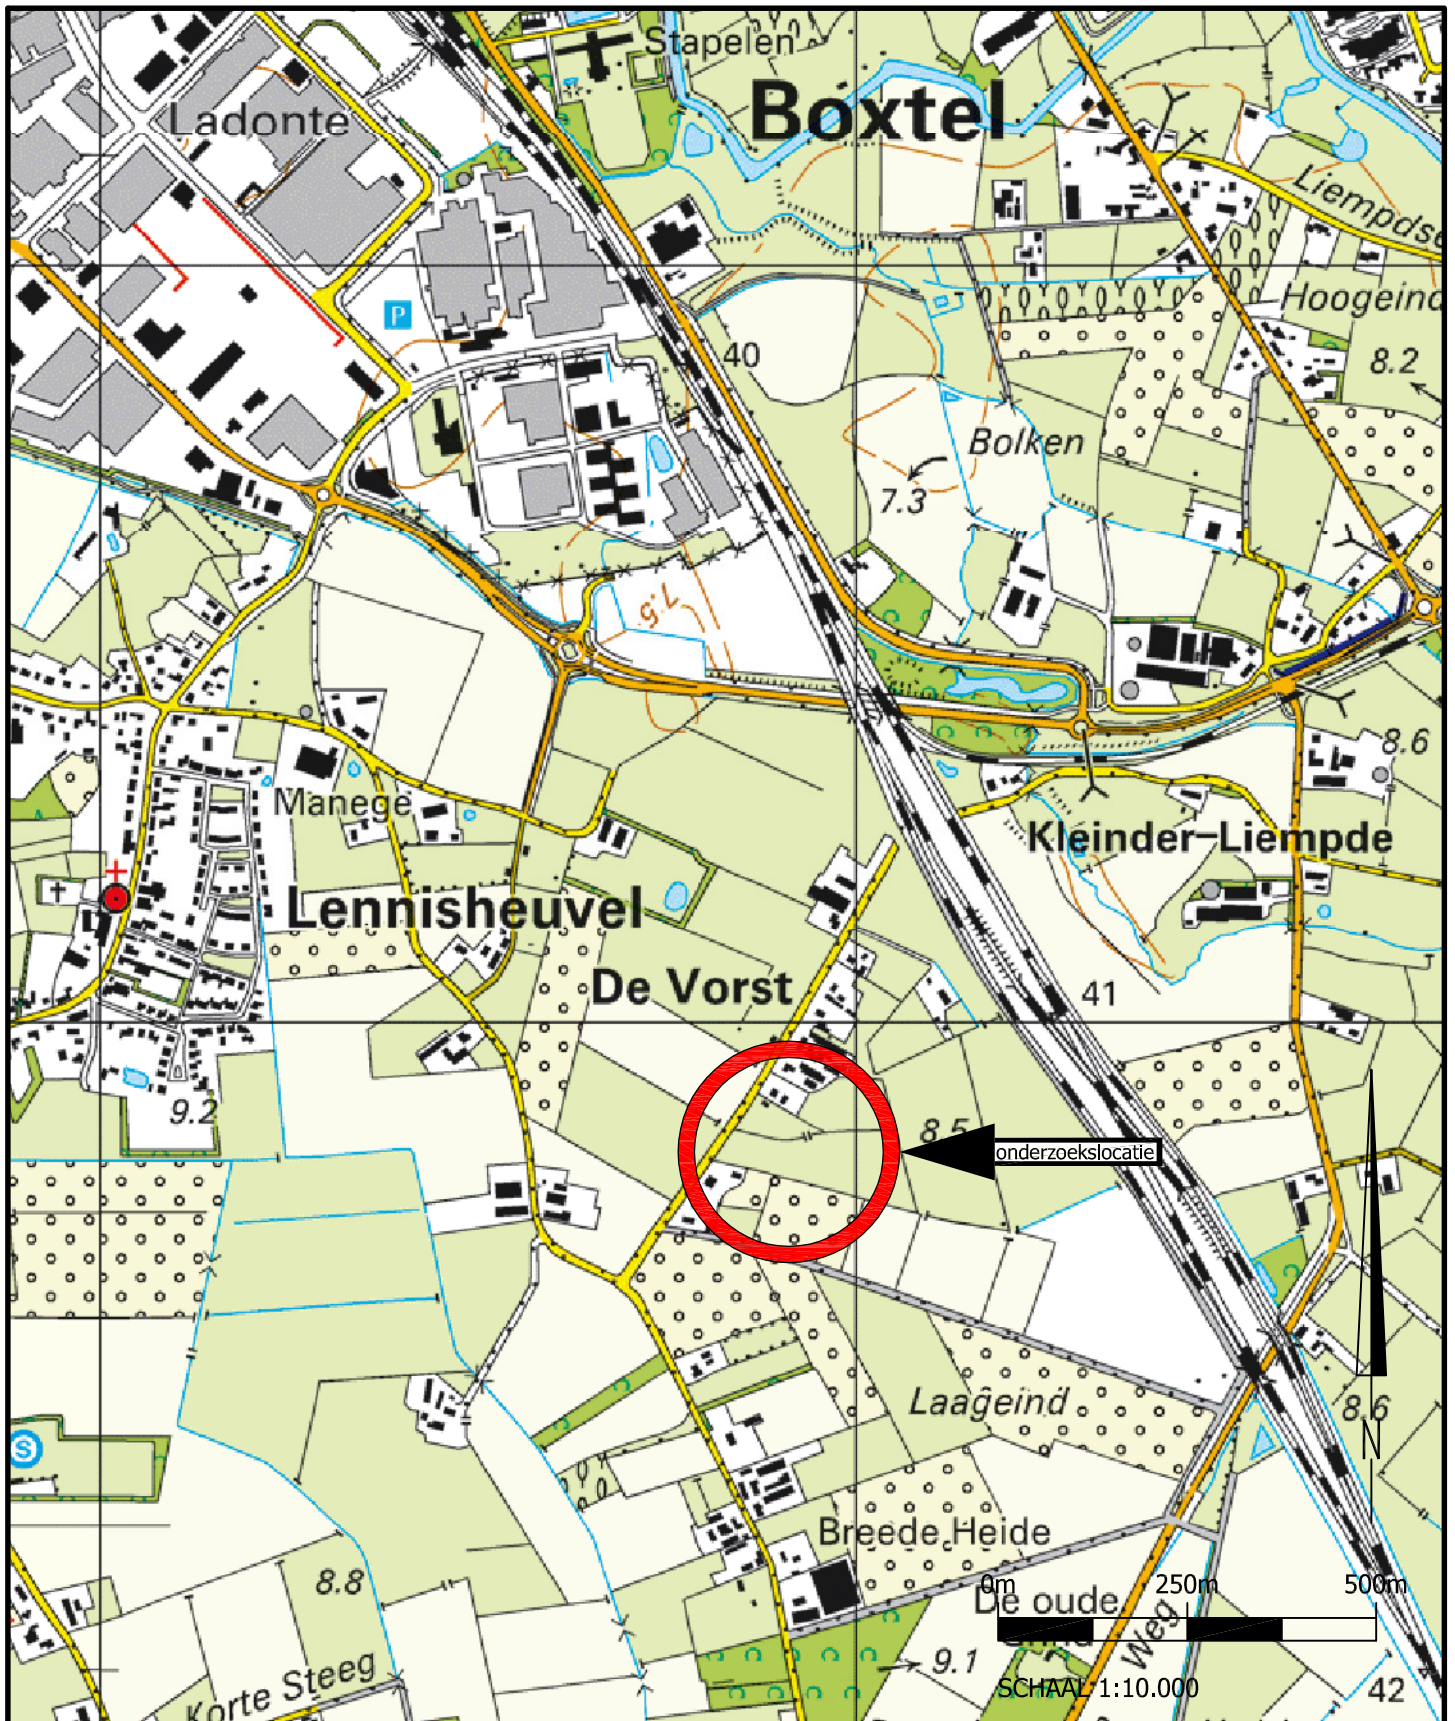 Stapelen
Boxtel
Ladonte
Liempdse
Hoogeind
P
40
8.2
Bolken
7.3
7.5
8.6
Manege
Kleinder-Liempde
Lennisheuvel
De Vorst
41
9.2
8.5
onderzoekslocatie
Laageind
8.6
N
S
Breede Heide
8.8
0m 250m 500m
De oude
Weg
9.1
Korte Steeg
SCHAAL 1:10.000
42